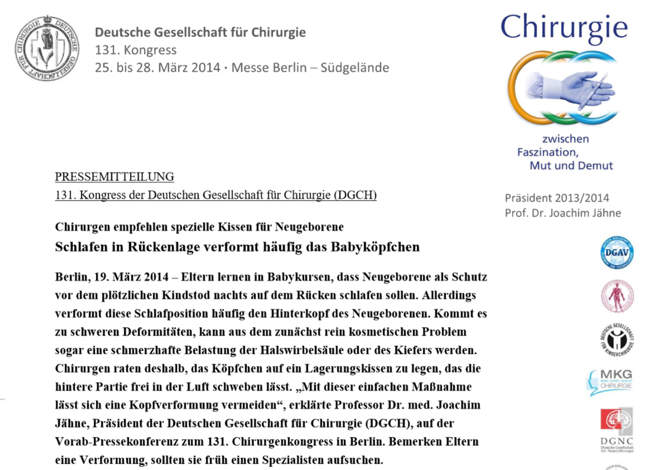 Deutsche Gesellschaft für Chirurgie
131. Kongress
25. bis 28. März 2014 · Messe Berlin – Südgelände
Chirurgie
zwischen
Faszination,
Mut und Demut
Präsident 2013/2014
Prof. Dr. Joachim Jähne
PRESSEMITTEILUNG
131. Kongress der Deutschen Gesellschaft für Chirurgie (DGCH)
Chirurgen empfehlen spezielle Kissen für Neugeborene
Schlafen in Rückenlage verformt häufig das Babyköpfchen
Berlin, 19. März 2014 – Eltern lernen in Babykursen, dass Neugeborene als Schutz
vor dem plötzlichen Kindstod nachts auf dem Rücken schlafen sollen. Allerdings
verformt diese Schlafposition häufig den Hinterkopf des Neugeborenen. Kommt es
zu schweren Deformitäten, kann aus dem zunächst rein kosmetischen Problem
sogar eine schmerzhafte Belastung der Halswirbelsäule oder des Kiefers werden.
Chirurgen raten deshalb, das Köpfchen auf ein Lagerungskissen zu legen, das die
hintere Partie frei in der Luft schweben lässt. „Mit dieser einfachen Maßnahme
lässt sich eine Kopfverformung vermeiden“, erklärte Professor Dr. med. Joachim
Jähne, Präsident der Deutschen Gesellschaft für Chirurgie (DGCH), auf der
Vorab-Pressekonferenz zum 131. Chirurgenkongress in Berlin. Bemerken Eltern
eine Verformung, sollten sie früh einen Spezialisten aufsuchen.
DGAV
MKG
CHIRURGIE
DGNC